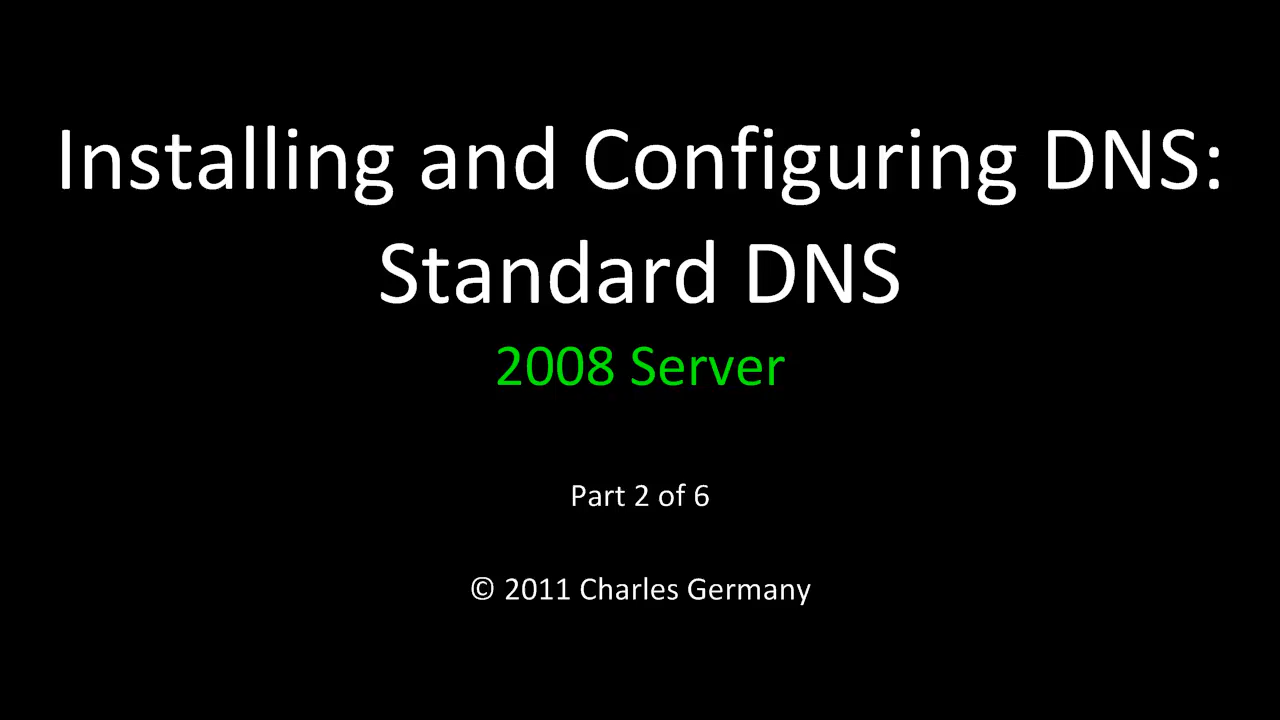 Installing and Configuring DNS:
Standard DNS
2008 Server
Part 2 of 6
© 2011 Charles Germany